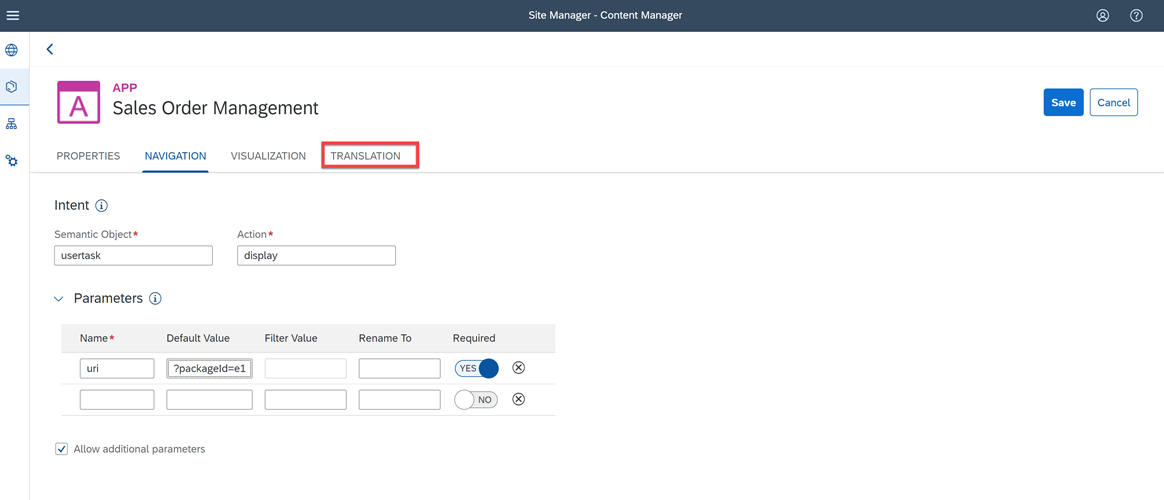 Site Manager - Content Manager
A
APP
Sales Order Management
Save
Cancel
PROPERTIES NAVIGATION VISUALIZATION TRANSLATION
Intent
Semantic Object* Action*
usertask display
Parameters
Name* Default Value Filter Value Rename To Required
uri ?packageId=e1 YES
NO
Allow additional parameters